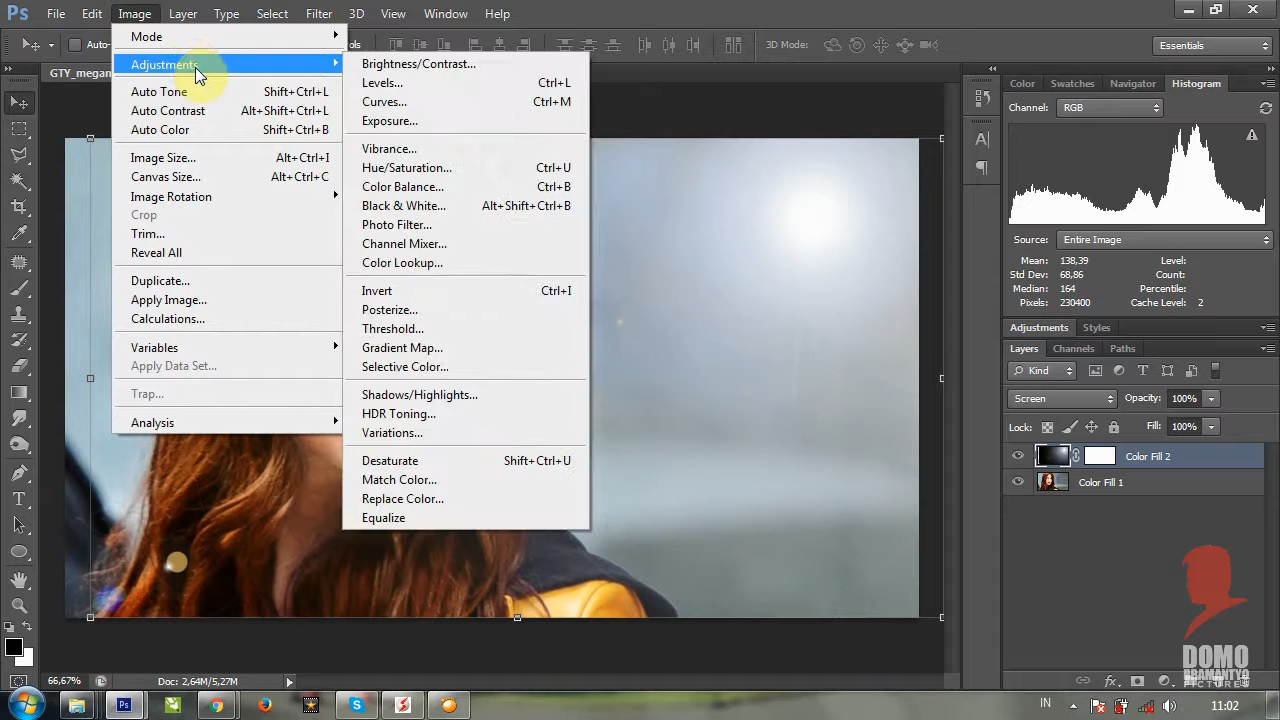 Ps File Edit Image Layer Type Select Filter 3D View Window Help
Auto- 3D Mode: Essentials
GTY_megan
Mode
Adjustments
Auto Tone Shift+Ctrl+L
Auto Contrast Alt+Shift+Ctrl+L
Auto Color Shift+Ctrl+B
Image Size... Alt+Ctrl+I
Canvas Size... Alt+Ctrl+C
Image Rotation
Crop
Trim...
Reveal All
Duplicate...
Apply Image...
Calculations...
Variables
Apply Data Set...
Trap...
Analysis
Brightness/Contrast...
Levels... Ctrl+L
Curves... Ctrl+M
Exposure...
Vibrance...
Hue/Saturation... Ctrl+U
Color Balance... Ctrl+B
Black & White... Alt+Shift+Ctrl+B
Photo Filter...
Channel Mixer...
Color Lookup...
Invert Ctrl+I
Posterize...
Threshold...
Gradient Map...
Selective Color...
Shadows/Highlights...
HDR Toning...
Variations...
Desaturate Shift+Ctrl+U
Match Color...
Replace Color...
Equalize
Color Swatches Navigator Histogram
Channel: RGB
Source: Entire Image
Mean: 138,39 Level:
Std Dev: 68,86 Count:
Median: 164 Percentile:
Pixels: 230400 Cache Level: 2
Adjustments Styles
Layers Channels Paths
Kind
Screen Opacity: 100%
Lock: Fill: 100%
Color Fill 2
Color Fill 1
DOMO
DAMANTYO
PICTURES
66,67% Doc: 2,64M/5,27M
IN 11:02